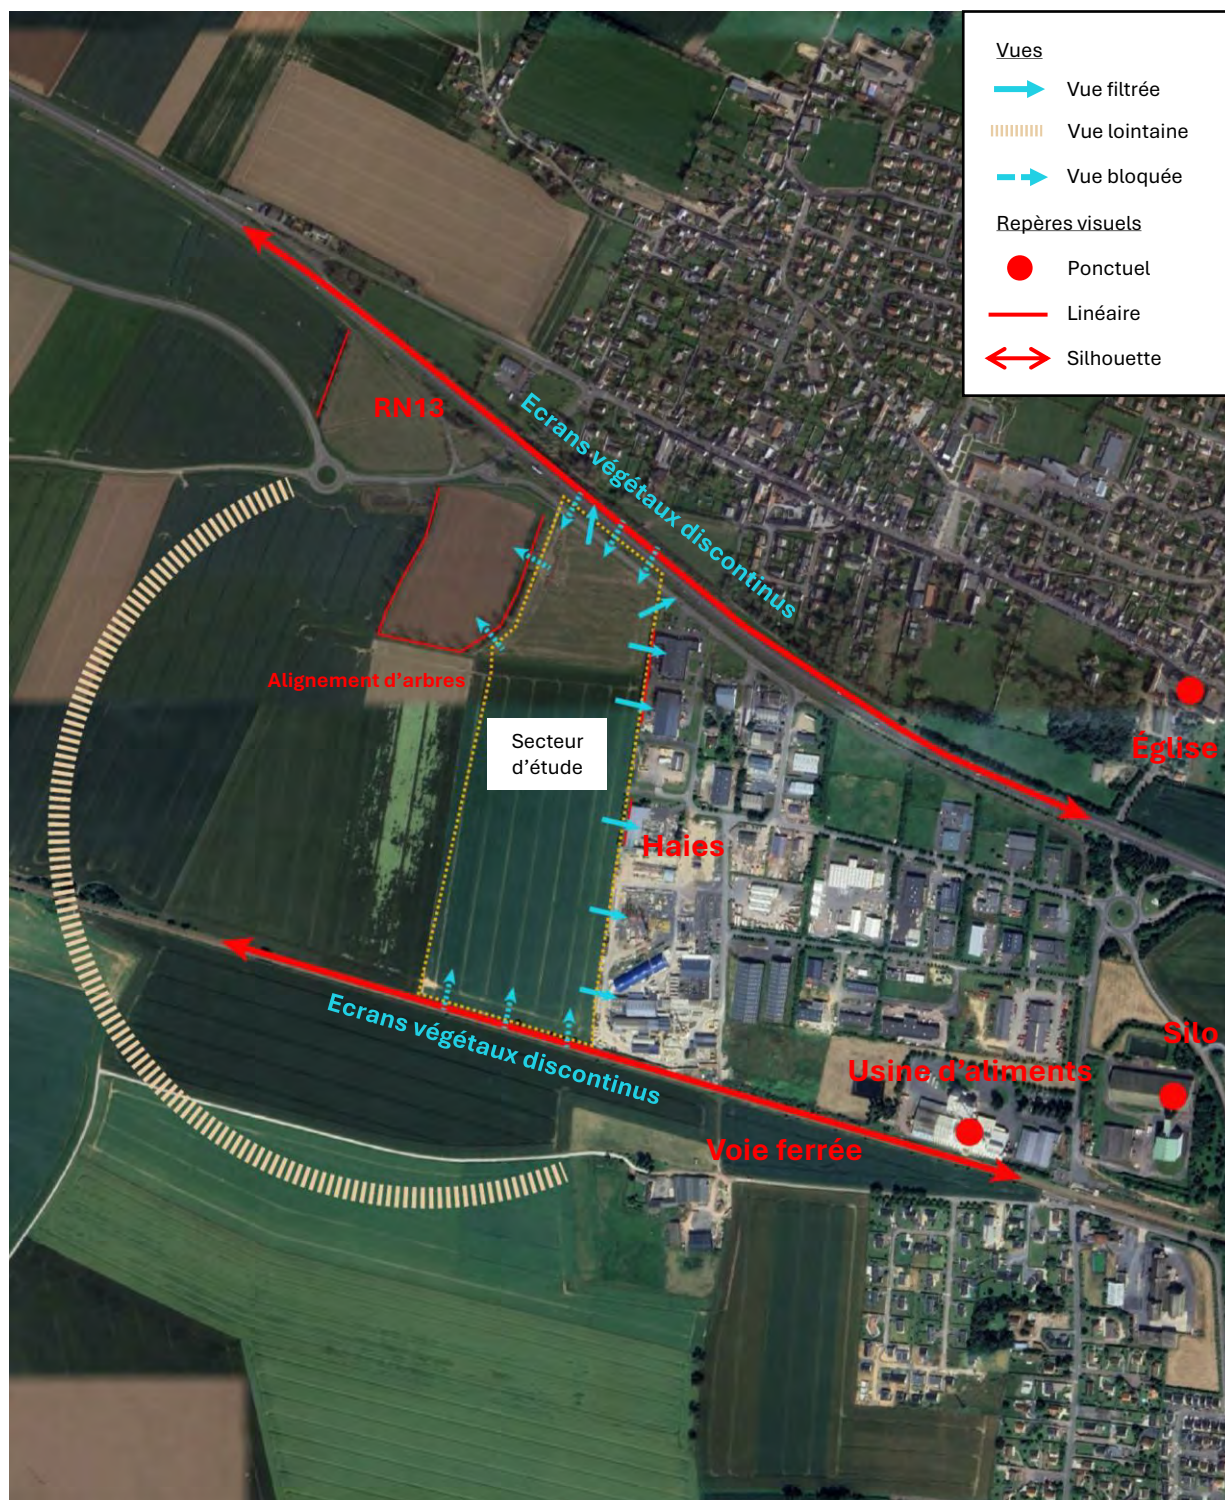 Vues
Vue filtrée
Vue lointaine
Vue bloquée
Repères visuels
Ponctuel
Linéaire
Silhouette
RN13
Ecrans végétaux discontinus
Alignement d'arbres
Secteur
d'étude
Église
Haies
Ecrans végétaux discontinus
Silo
Usine d'aliments
Voie ferrée